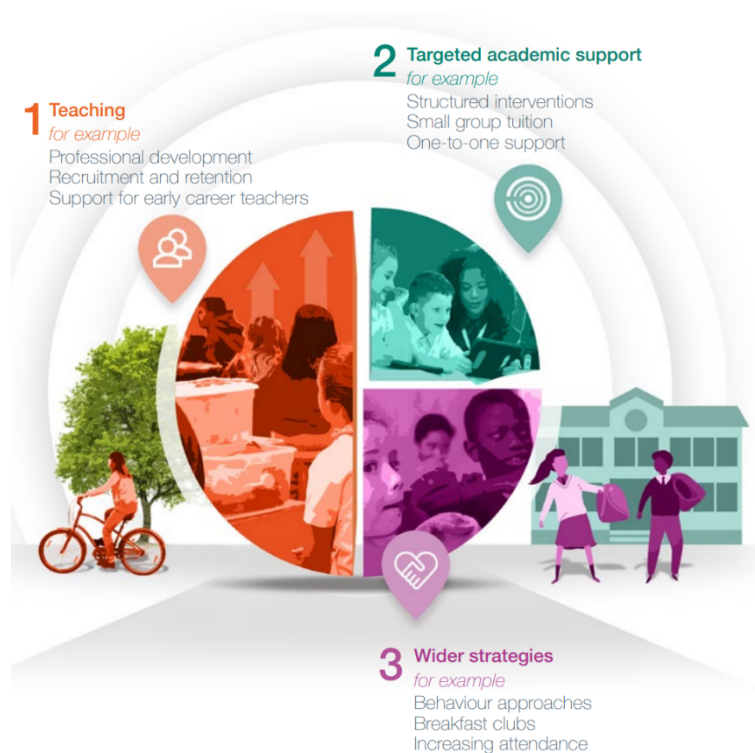 1 Teaching
for example
Professional development
Recruitment and retention
Support for early career teachers
2 Targeted academic support
for example
Structured interventions
Small group tuition
One-to-one support
3 Wider strategies
for example
Behaviour approaches
Breakfast clubs
Increasing attendance